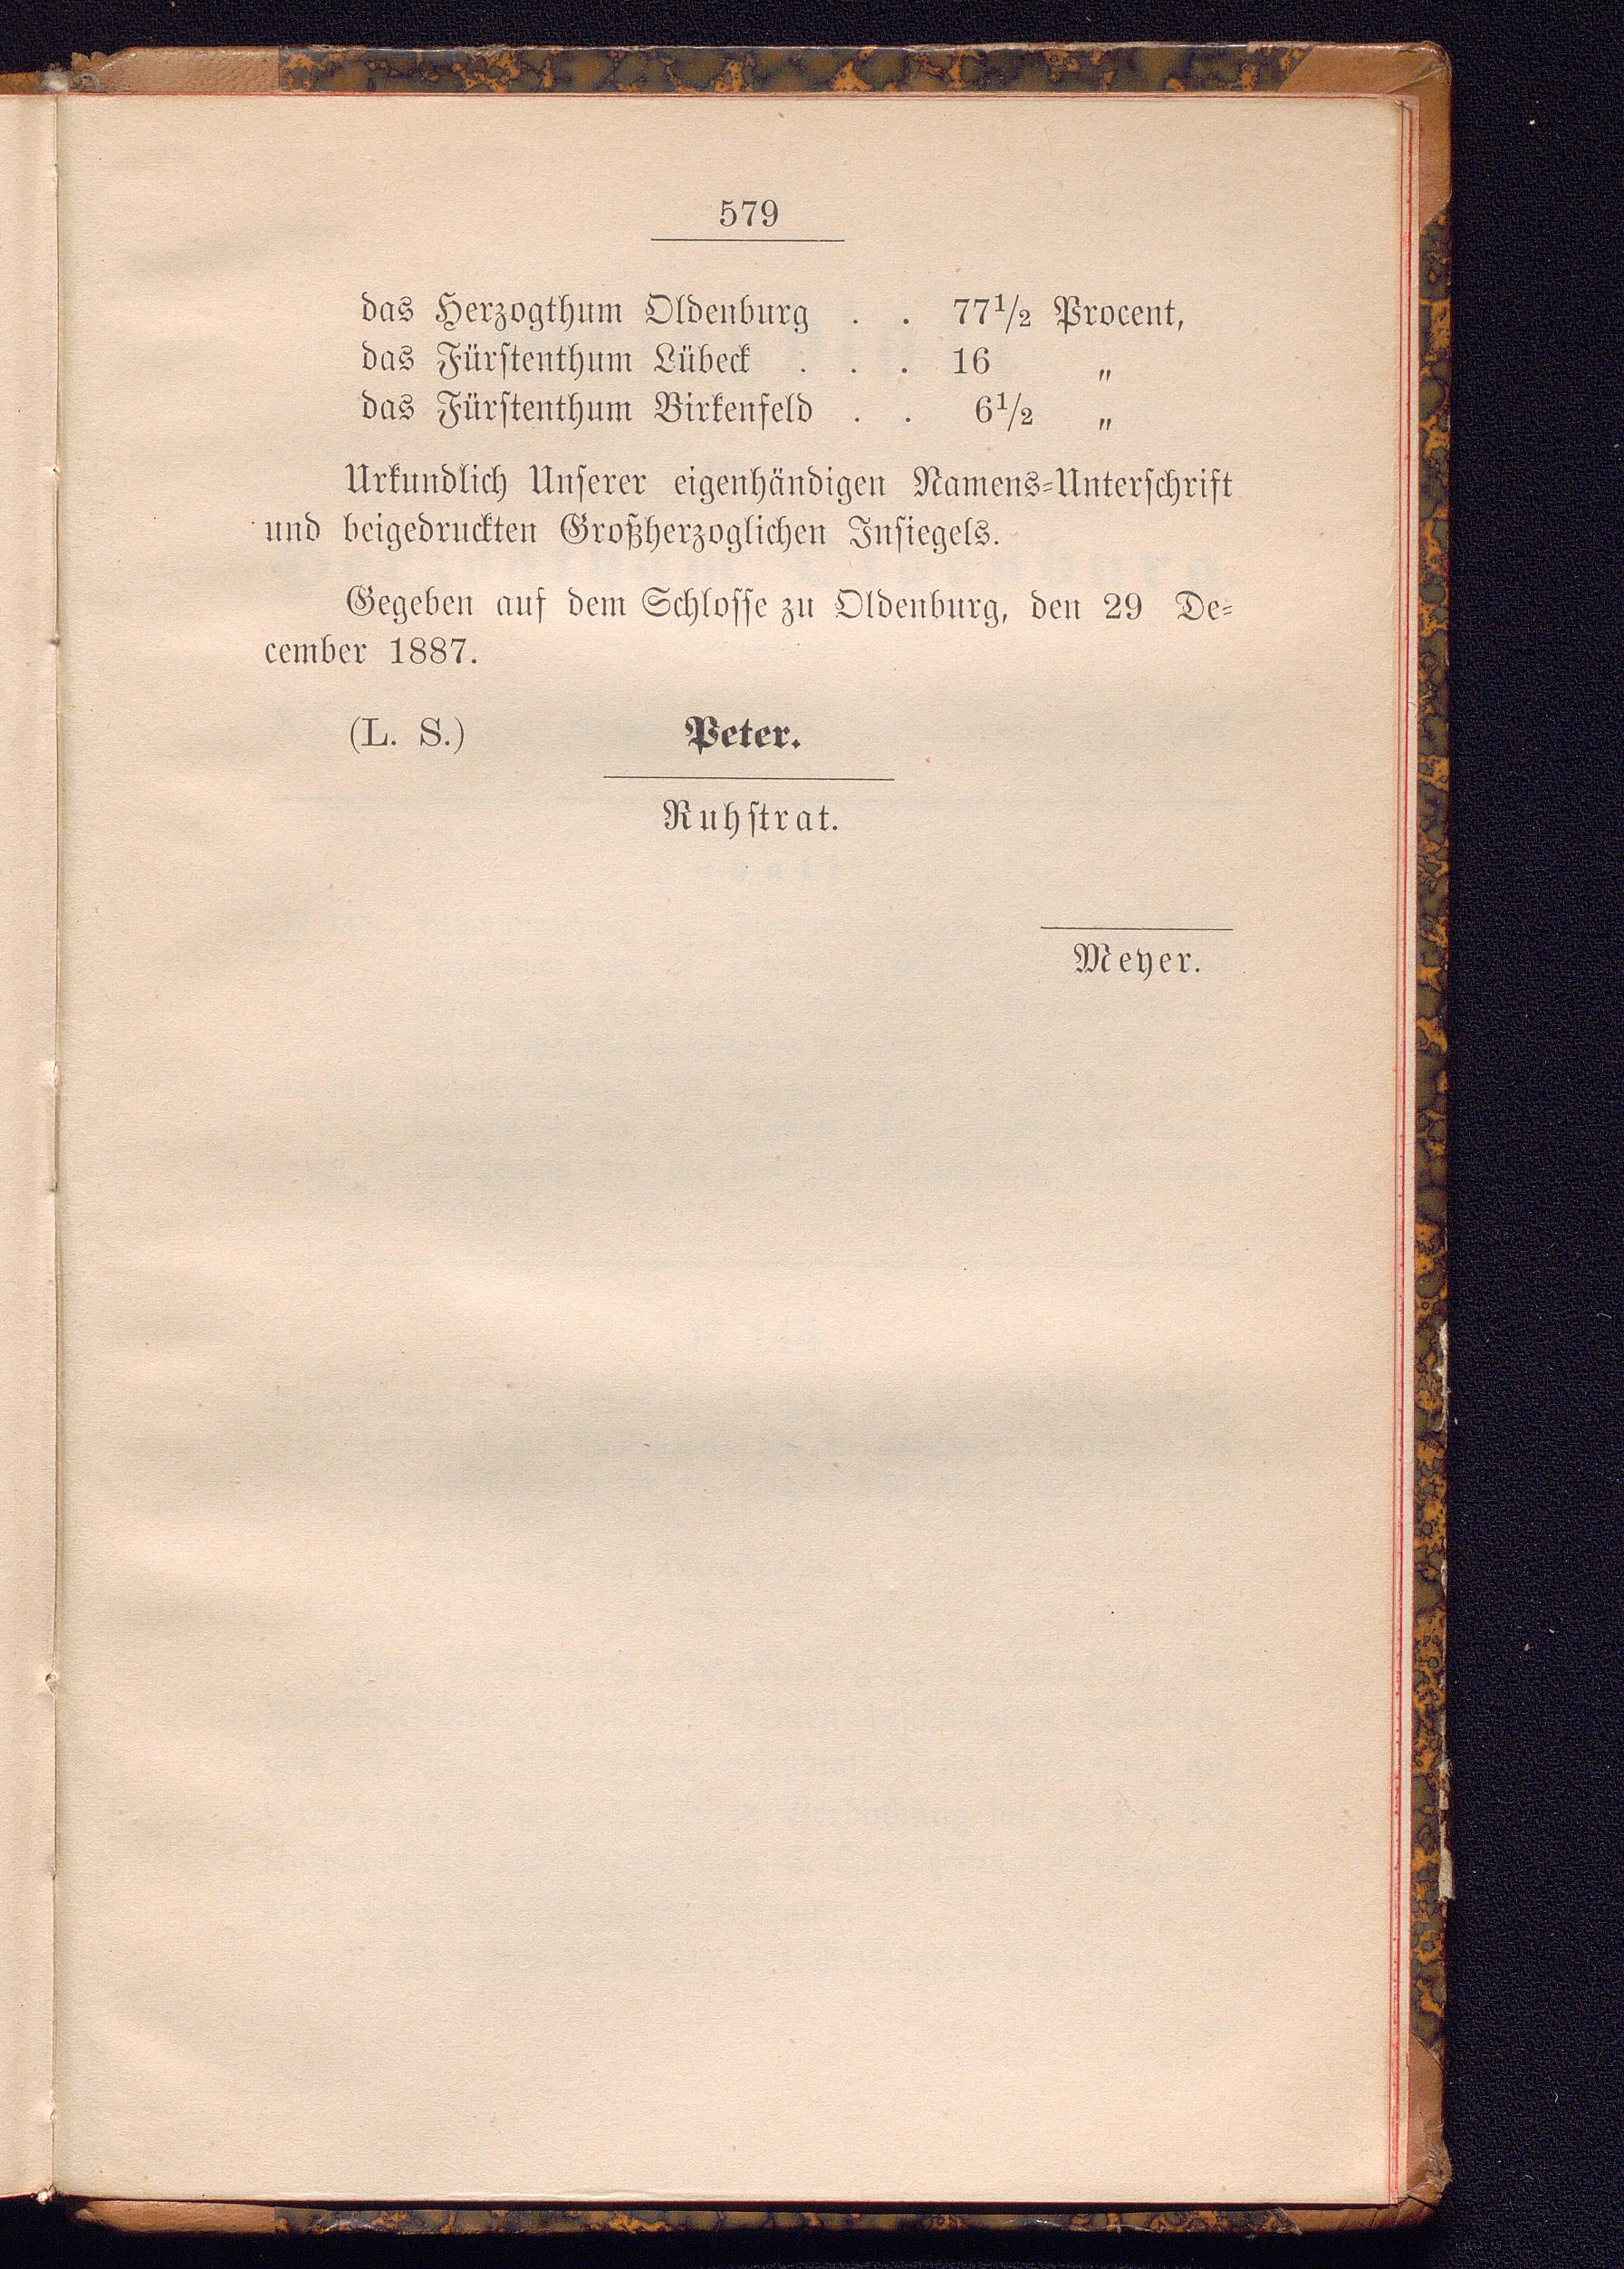 579
das Herzogthum Oldenburg . . 77½ Procent,
das Fürstenthum Lübeck . . . 16 „
das Fürstenthum Birkenfeld . . 6½ „
Urkundlich Unserer eigenhändigen Namens-Unterschrift
und beigedruckten Großherzoglichen Insiegels.
Gegeben auf dem Schlosse zu Oldenburg, den 29 De-
cember 1887.
(L. S.) Peter.
Ruhstrat.
Meyer.